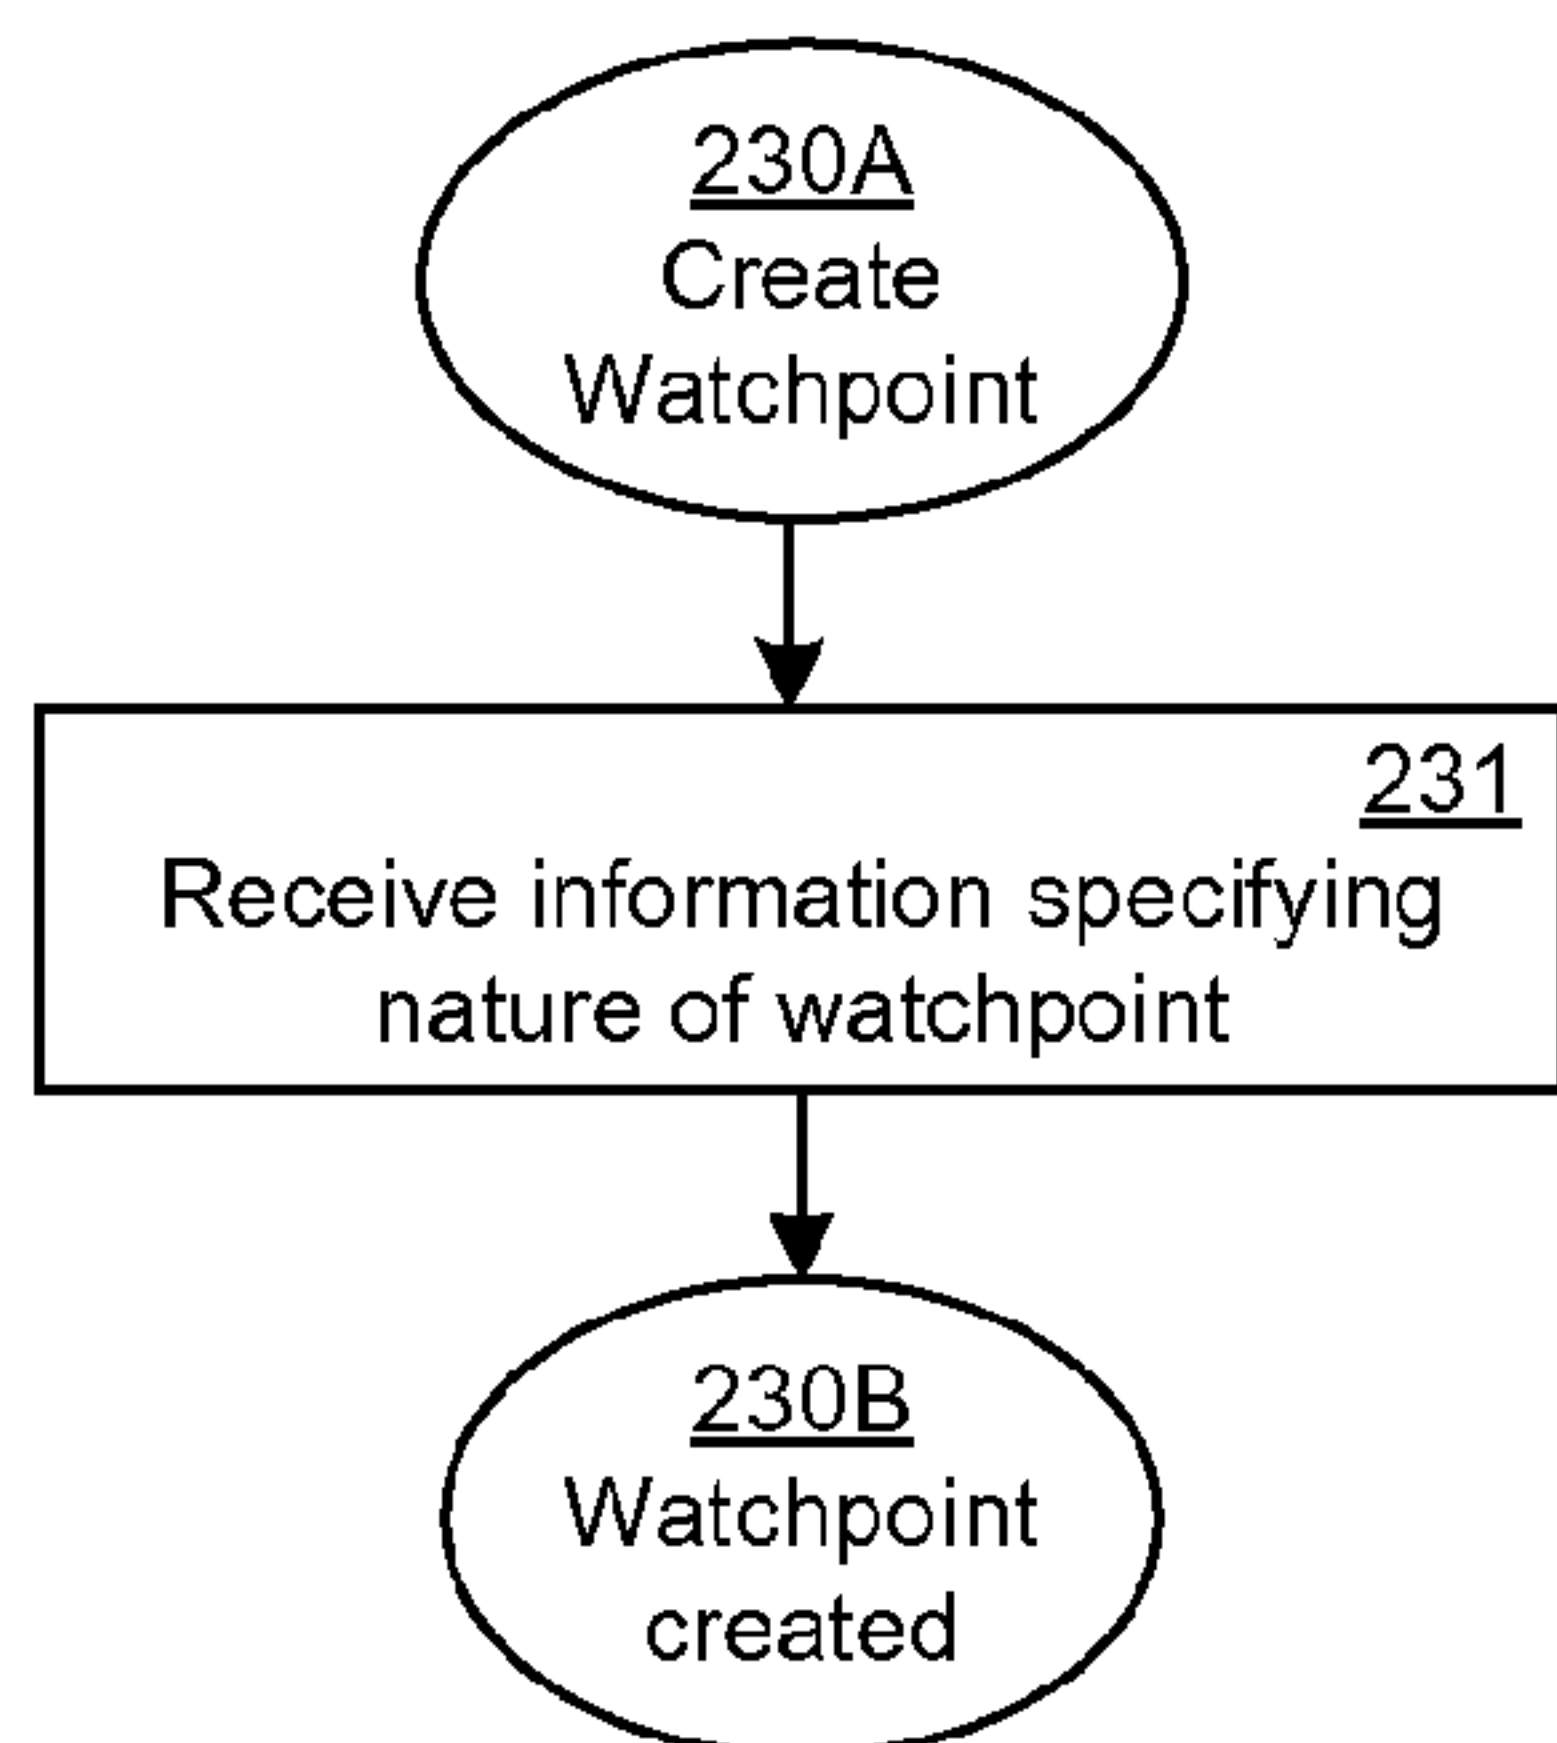 230A
Create
Watchpoint
231
Receive information specifying
nature of watchpoint
230B
Watchpoint
created